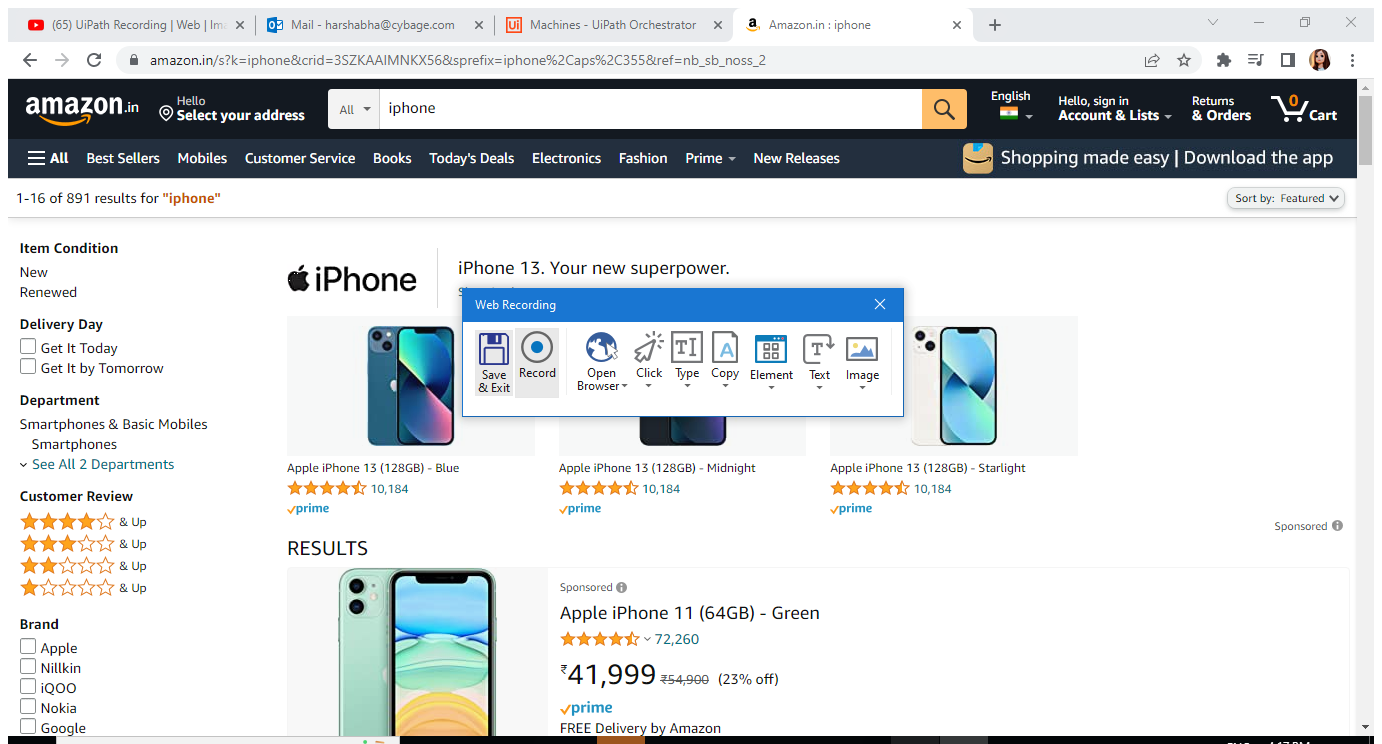 (65) UiPath Recording | Web | Ima
Mail - harshabha@cybage.com
Machines - UiPath Orchestrator
Amazon.in : iphone
amazon.in/s?k=iphone&crid=3SZKAAIMNKX56&sprefix=iphone%2Caps%2C355&ref=nb_sb_noss_2
amazon.in
Hello
Select your address
All
iphone
English
Hello, sign in
Account & Lists
Returns
& Orders
0
Cart
All
Best Sellers
Mobiles
Customer Service
Books
Today's Deals
Electronics
Fashion
Prime
New Releases
Shopping made easy | Download the app
1-16 of 891 results for "iphone"
Sort by: Featured
Item Condition
New
Renewed
Delivery Day
Get It Today
Get It by Tomorrow
Department
Smartphones & Basic Mobiles
Smartphones
See All 2 Departments
Customer Review
& Up
& Up
& Up
& Up
Brand
Apple
Nillkin
iQOO
Nokia
Google
iPhone
iPhone 13. Your new superpower.
Web Recording
Save
& Exit
Record
Open
Browser
Click
Type
Copy
Element
Text
Image
Apple iPhone 13 (128GB) - Blue
10,184
prime
Apple iPhone 13 (128GB) - Midnight
10,184
prime
Apple iPhone 13 (128GB) - Starlight
10,184
prime
Sponsored
RESULTS
Sponsored
Apple iPhone 11 (64GB) - Green
72,260
₹41,999 ₹54,900 (23% off)
prime
FREE Delivery by Amazon